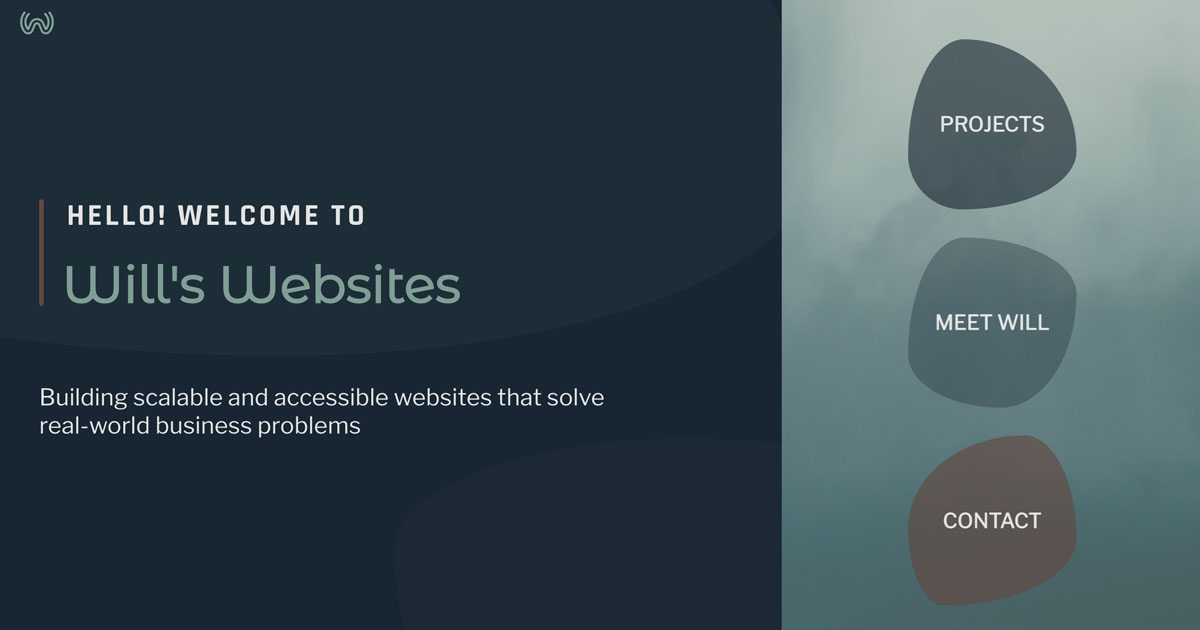 HELLO! WELCOME TO
Will's Websites
Building scalable and accessible websites that solve
real-world business problems
PROJECTS
MEET WILL
CONTACT